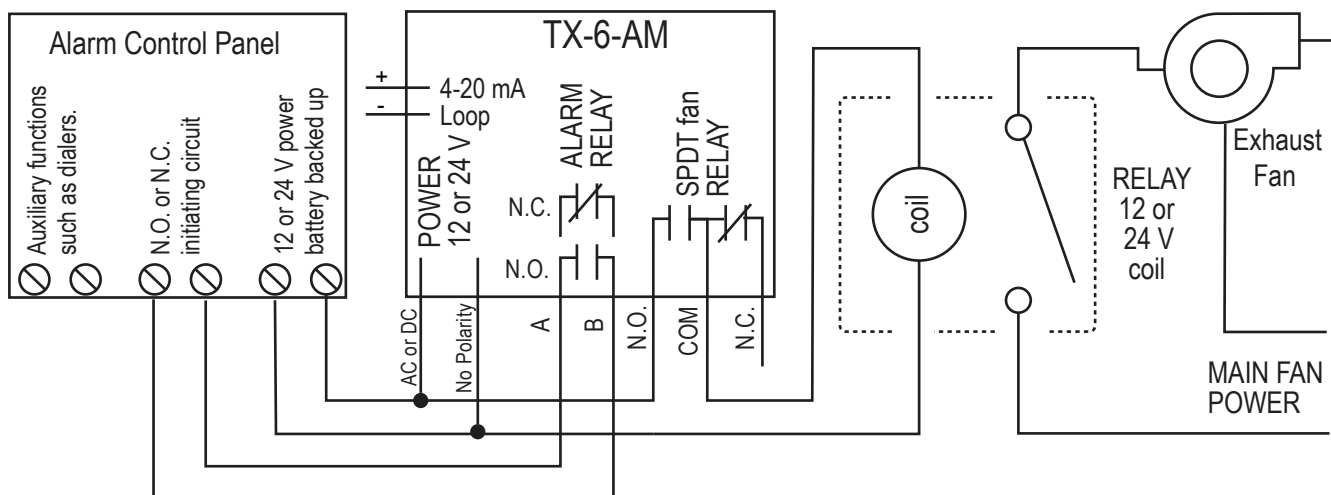 Alarm Control Panel
Auxiliary functions
such as dialers.
N.O. or N.C.
initiating circuit
12 or 24 V power
battery backed up
TX-6-AM
+
4-20 mA
-
Loop
POWER
12 or 24 V
ALARM
RELAY
N.C.
N.O.
SPDT fan
RELAY
AC or DC
No Polarity
A
B
N.O.
COM
N.C.
coil
RELAY
12 or
24 V
coil
Exhaust
Fan
MAIN FAN
POWER